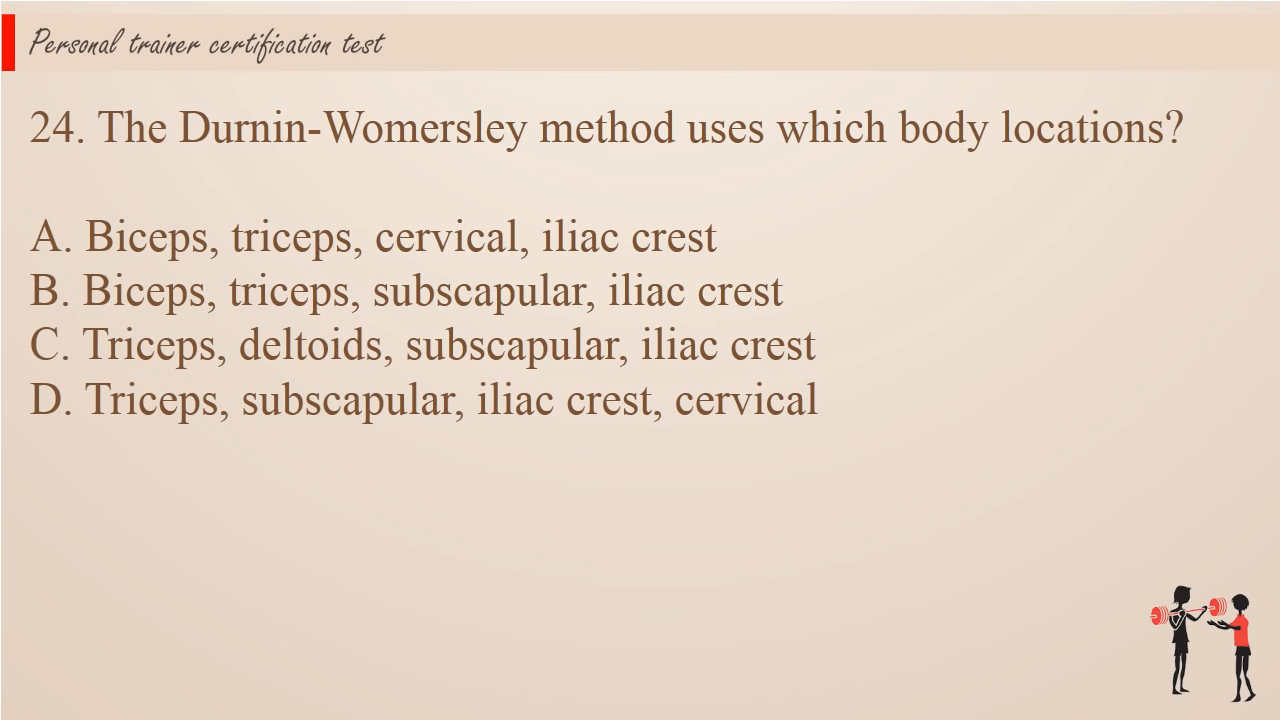 Personal trainer certification test
24. The Durnin-Womersley method uses which body locations?
A. Biceps, triceps, cervical, iliac crest
B. Biceps, triceps, subscapular, iliac crest
C. Triceps, deltoids, subscapular, iliac crest
D. Triceps, subscapular, iliac crest, cervical